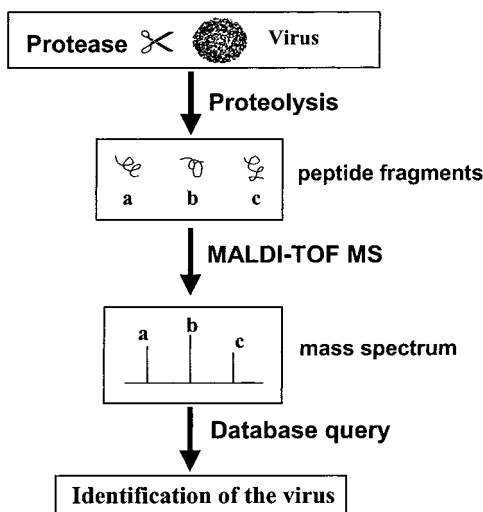 Protease Virus
Proteolysis
peptide fragments
a b c
MALDI-TOF MS
a b c
mass spectrum
Database query
Identification of the virus